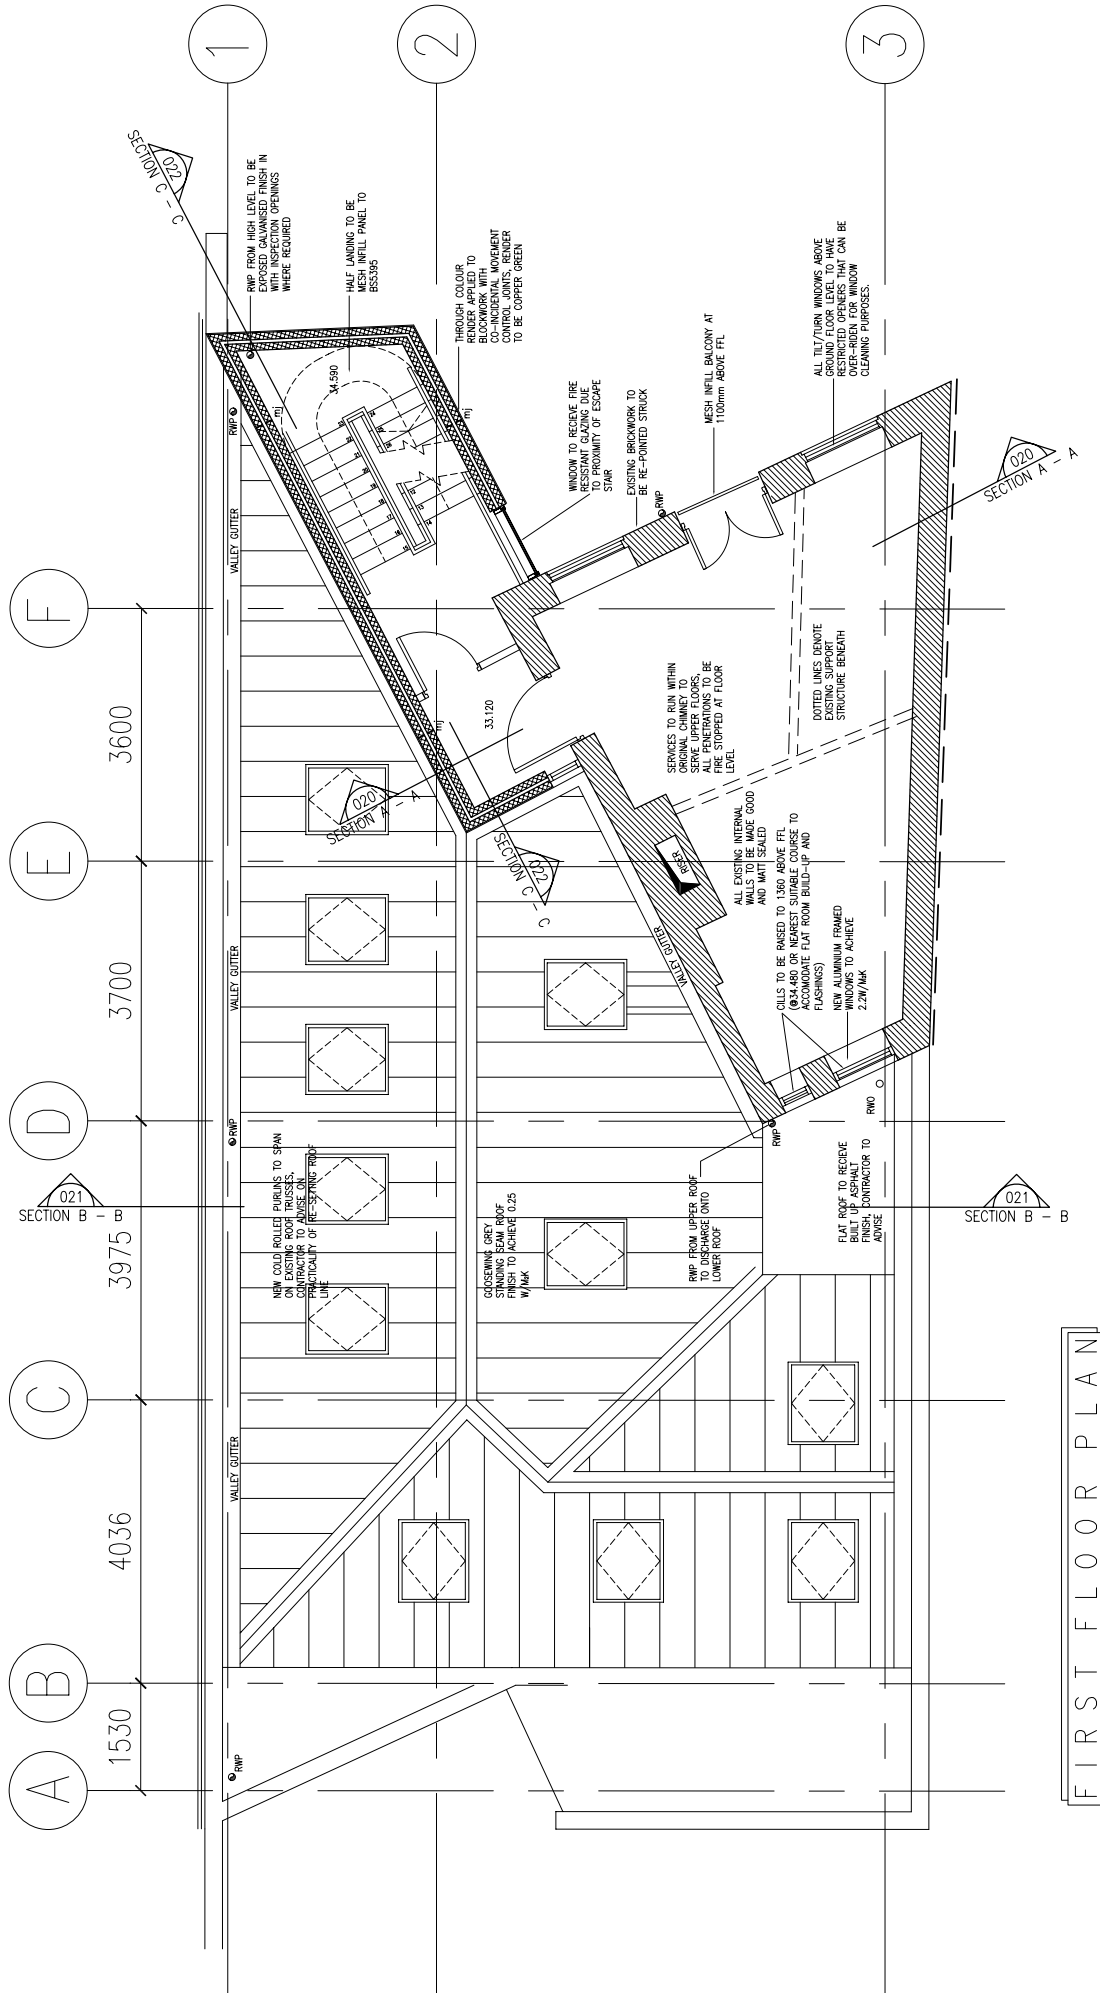 A
B
C
D
E
F
1530
4036
3975
3700
3600
1
2
3
SECTION B - B
021
SECTION B - B
021
SECTION C - C
022
SECTION C - C
022
SECTION A - A
020
SECTION A - A
020
VALLEY GUTTER
VALLEY GUTTER
VALLEY GUTTER
VALLEY GUTTER
RWP
RWP
RWP
RWP
RWP
RWO
RWP FROM HIGH LEVEL TO BE
EXPOSED GALVANISED FINISH IN
WITH INSPECTION OPENINGS
WHERE REQUIRED
HALF LANDING TO BE
MESH INFILL PANEL TO
BS5395
34.590
mj
mj
mj
THROUGH COLOUR
RENDER APPLIED TO
BLOCKWORK WITH
CO-INCIDENTAL MOVEMENT
CONTROL JOINTS, RENDER
TO BE COPPER GREEN
WINDOW TO RECIEVE FIRE
RESISTANT GLAZING DUE
TO PROXIMITY OF ESCAPE
STAIR
EXISITNG BRICKWORK TO
BE RE-POINTED STRUCK
MESH INFILL BALCONY AT
1100mm ABOVE FFL
ALL TILT/TURN WINDOWS ABOVE
GROUND FLOOR LEVEL TO HAVE
RESTRICTED OPENERS THAT CAN BE
OVER-RIDEN FOR WINDOW
CLEANING PURPOSES.
33.120
SERVICES TO RUN WITHIN
ORIGINAL CHIMNEY TO
SERVE UPPER FLOORS,
ALL PENETRATIONS TO BE
FIRE STOPPED AT FLOOR
LEVEL
DOTTED LINES DENOTE
EXISTING SUPPORT
STRUCTURE BENEATH
RISER
ALL EXISTING INTERNAL
WALLS TO BE MADE GOOD
AND MATT SEALED
CILLS TO BE RAISED TO 1360 ABOVE FFL
(@34.480 OR NEAREST SUITABLE COURSE TO
ACCOMODATE FLAT ROOM BUILD-UP AND
FLASHINGS)
NEW ALUMINIUM FRAMED
WINDOWS TO ACHIEVE
2.2W/M&K
NEW COLD ROLLED PURLINS TO SPAN
ON EXISTING ROOF TRUSSES,
CONTRACTOR TO ADVISE ON
PRACTICALITY OF RE-SETTING ROOF
LINE
GOOSEWING GREY
STANDING SEAM ROOF
FINISH TO ACHIEVE 0.25
W/M&K
RWP FROM UPPER ROOF
TO DISCHARGE ONTO
LOWER ROOF
FLAT ROOF TO RECIEVE
BUILT UP ASPHALT
FINISH, CONTRACTOR TO
ADVISE
FIRST FLOOR PLAN